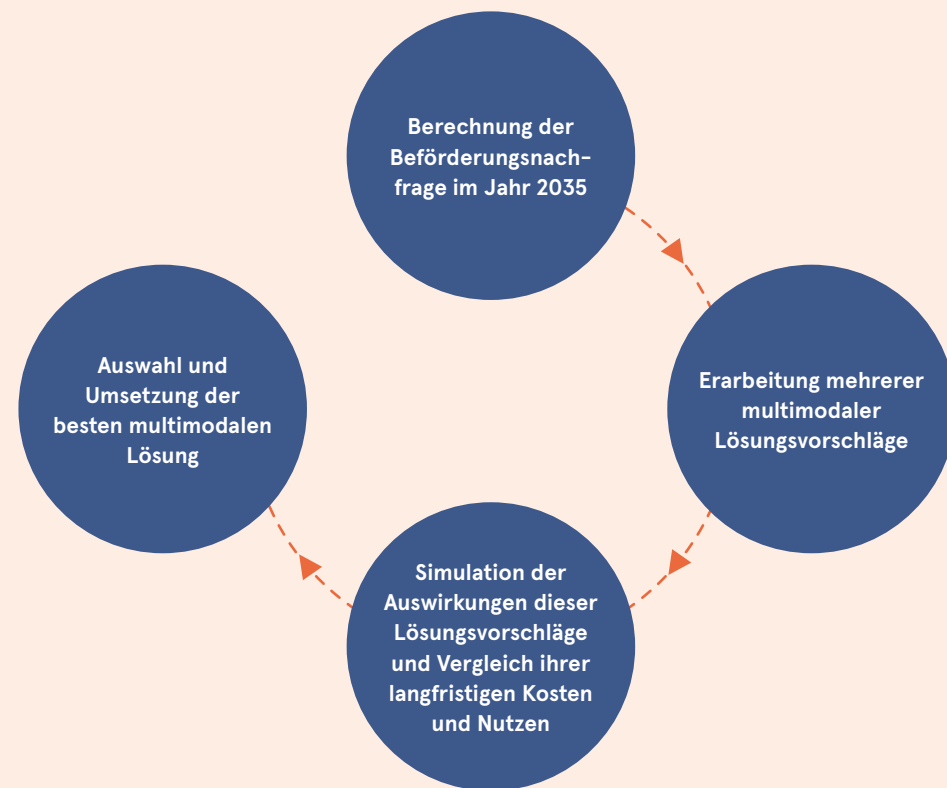 Berechnung der
Beförderungsnach-
frage im Jahr 2035
Erarbeitung mehrerer
multimodaler
Lösungsvorschläge
Simulation der
Auswirkungen dieser
Lösungsvorschläge
und Vergleich ihrer
langfristigen Kosten
und Nutzen
Auswahl und
Umsetzung der
besten multimodalen
Lösung